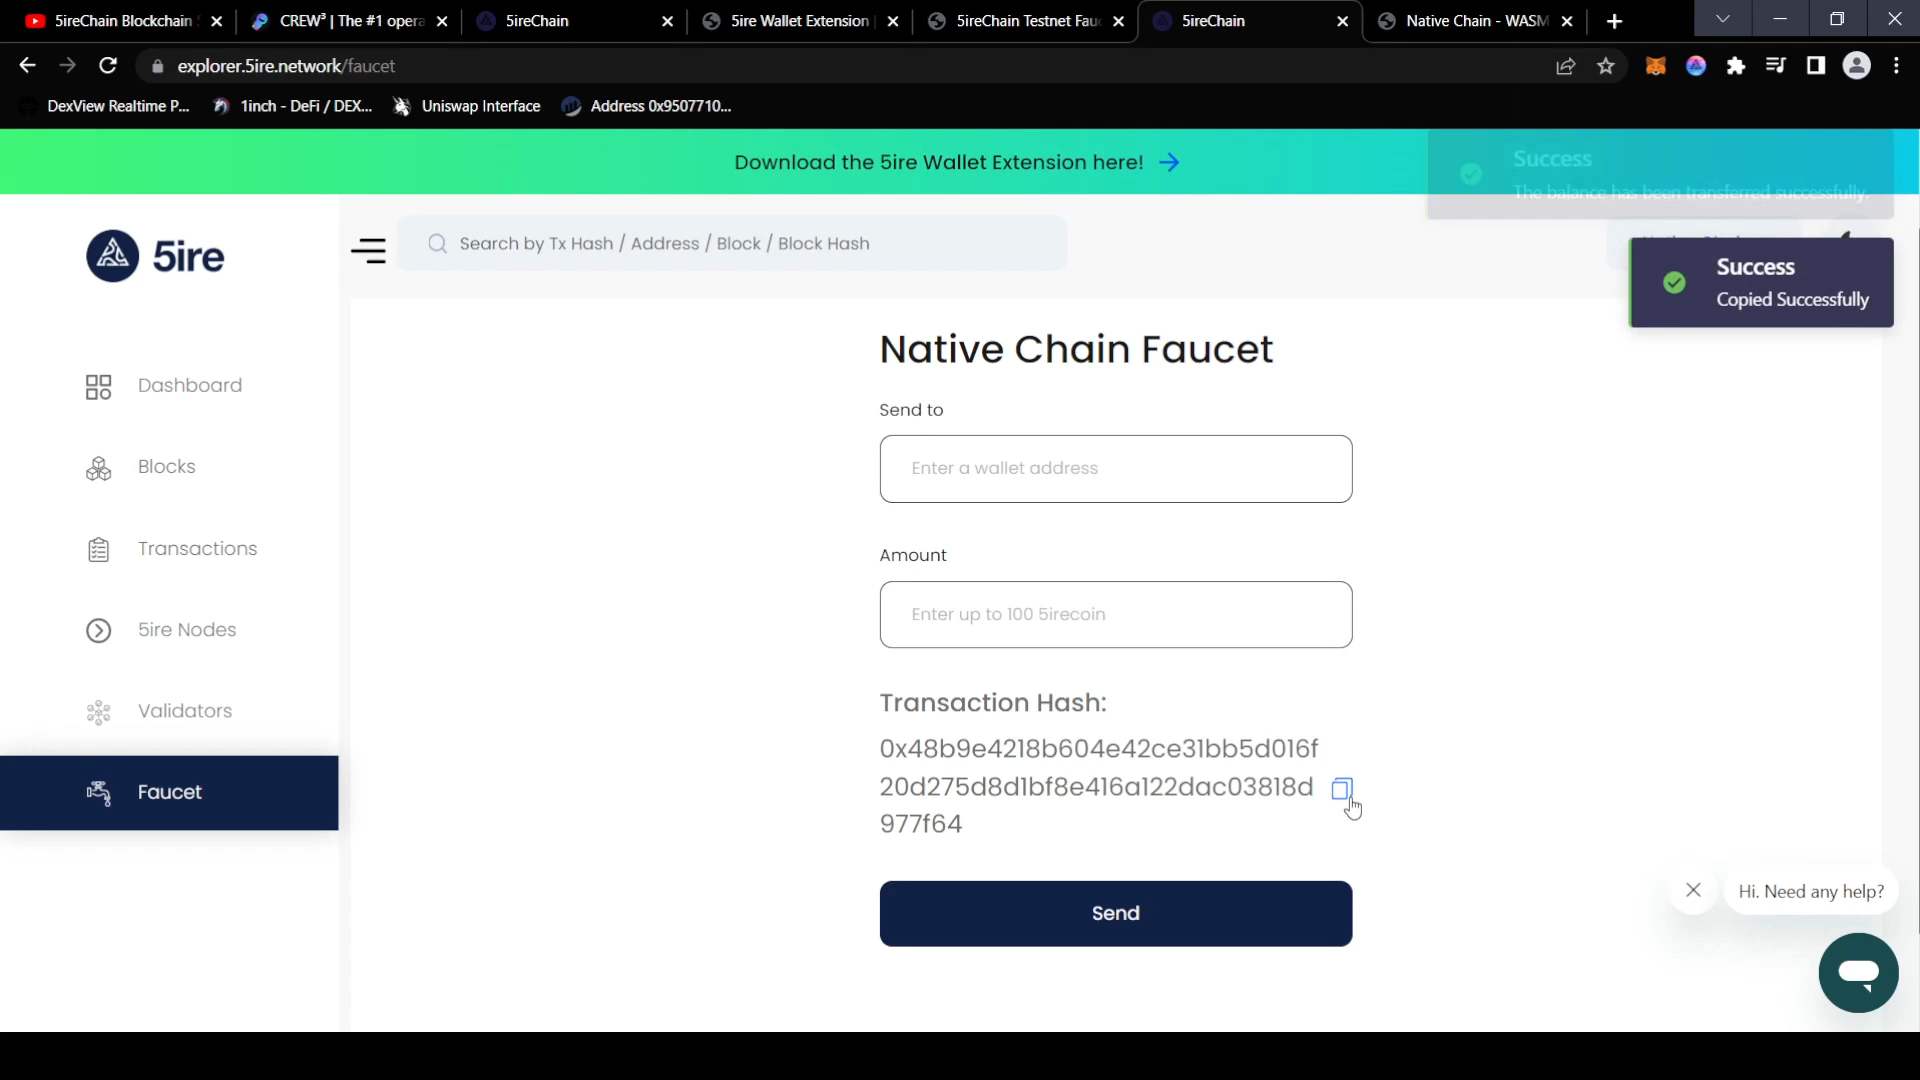 5ireChain Blockchain
CREW³ | The #1 opera
5ireChain
5ire Wallet Extension
5ireChain Testnet Fau
5ireChain
Native Chain - WASM
explorer.5ire.network/faucet
DexView Realtime P...
1inch - DeFi / DEX...
Uniswap Interface
Address 0x9507710...
Download the 5ire Wallet Extension here!
Success
The balance has been transferred successfully.
5ire
Search by Tx Hash / Address / Block / Block Hash
Success
Copied Successfully
Dashboard
Blocks
Transactions
5ire Nodes
Validators
Faucet
Native Chain Faucet
Send to
Enter a wallet address
Amount
Enter up to 100 5irecoin
Transaction Hash:
0x48b9e4218b604e42ce31bb5d016f
20d275d8d1bf8e416a122dac03818d
977f64
Send
Hi. Need any help?